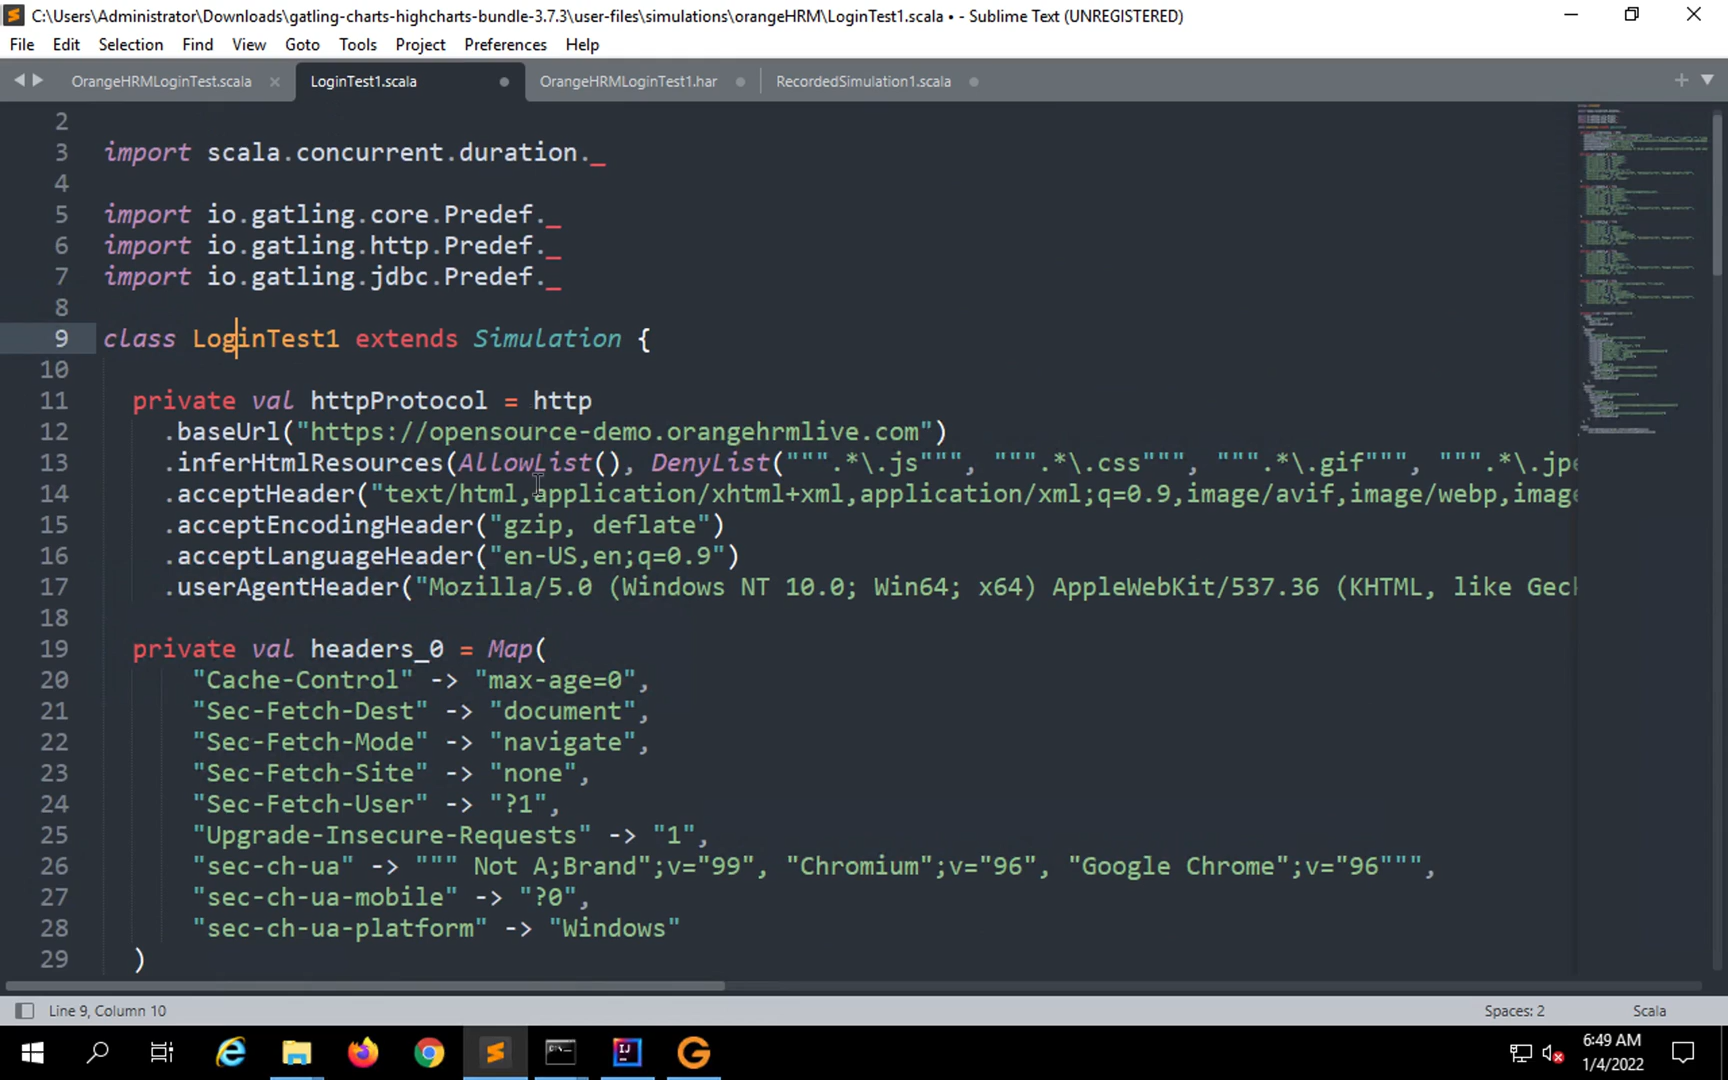 C:\Users\Administrator\Downloads\gatling-charts-highcharts-bundle-3.7.3\user-files\simulations\orangeHRM\LoginTest1.scala • - Sublime Text (UNREGISTERED)
File Edit Selection Find View Goto Tools Project Preferences Help
OrangeHRMLoginTest.scala LoginTest1.scala OrangeHRMLoginTest1.har RecordedSimulation1.scala
2
3 import scala.concurrent.duration._
4
5 import io.gatling.core.Predef._
6 import io.gatling.http.Predef._
7 import io.gatling.jdbc.Predef._
8
9 class LoginTest1 extends Simulation {
10
11 private val httpProtocol = http
12 .baseUrl("https://opensource-demo.orangehrmlive.com")
13 .inferHtmlResources(AllowList(), DenyList(""".*\.js""", """.*\.css""", """.*\.gif""", """.*\.jpe
14 .acceptHeader("text/html,application/xhtml+xml,application/xml;q=0.9,image/avif,image/webp,image
15 .acceptEncodingHeader("gzip, deflate")
16 .acceptLanguageHeader("en-US,en;q=0.9")
17 .userAgentHeader("Mozilla/5.0 (Windows NT 10.0; Win64; x64) AppleWebKit/537.36 (KHTML, like Geck
18
19 private val headers_0 = Map(
20 "Cache-Control" -> "max-age=0",
21 "Sec-Fetch-Dest" -> "document",
22 "Sec-Fetch-Mode" -> "navigate",
23 "Sec-Fetch-Site" -> "none",
24 "Sec-Fetch-User" -> "?1",
25 "Upgrade-Insecure-Requests" -> "1",
26 "sec-ch-ua" -> """ Not A;Brand";v="99", "Chromium";v="96", "Google Chrome";v="96""",
27 "sec-ch-ua-mobile" -> "?0",
28 "sec-ch-ua-platform" -> "Windows"
29 )
Line 9, Column 10 Spaces: 2 Scala
6:49 AM
1/4/2022